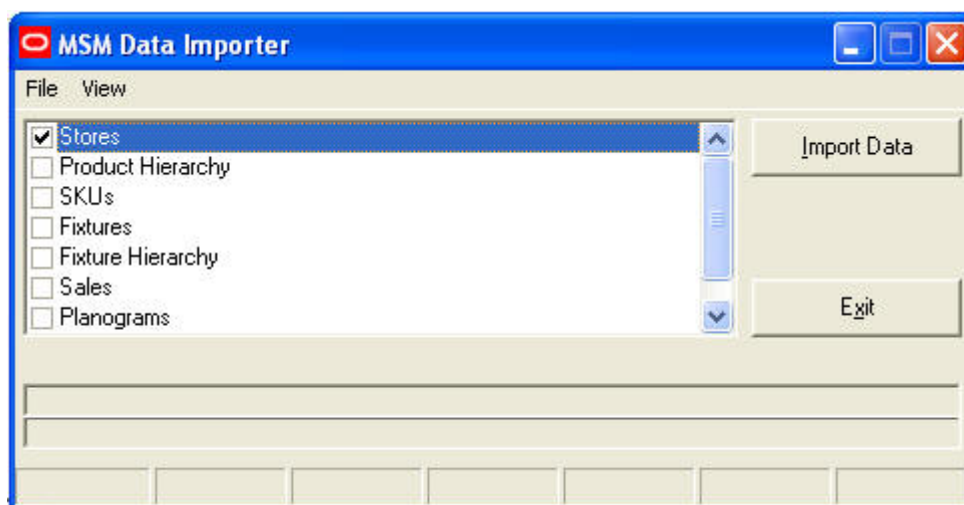 MSM Data Importer
File View
Stores
Product Hierarchy
SKUs
Fixtures
Fixture Hierarchy
Sales
Planograms
Import Data
Exit